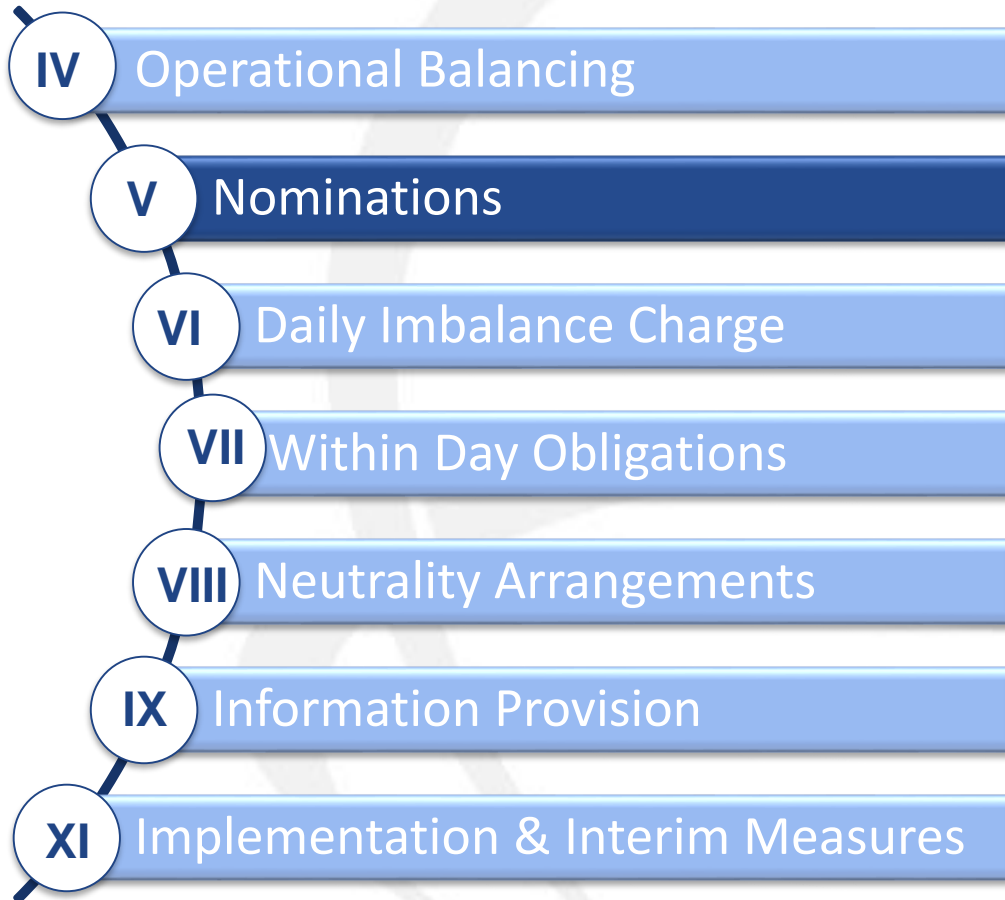 IV Operational Balancing
V Nominations
VI Daily Imbalance Charge
VII Within Day Obligations
VIII Neutrality Arrangements
IX Information Provision
XI Implementation & Interim Measures